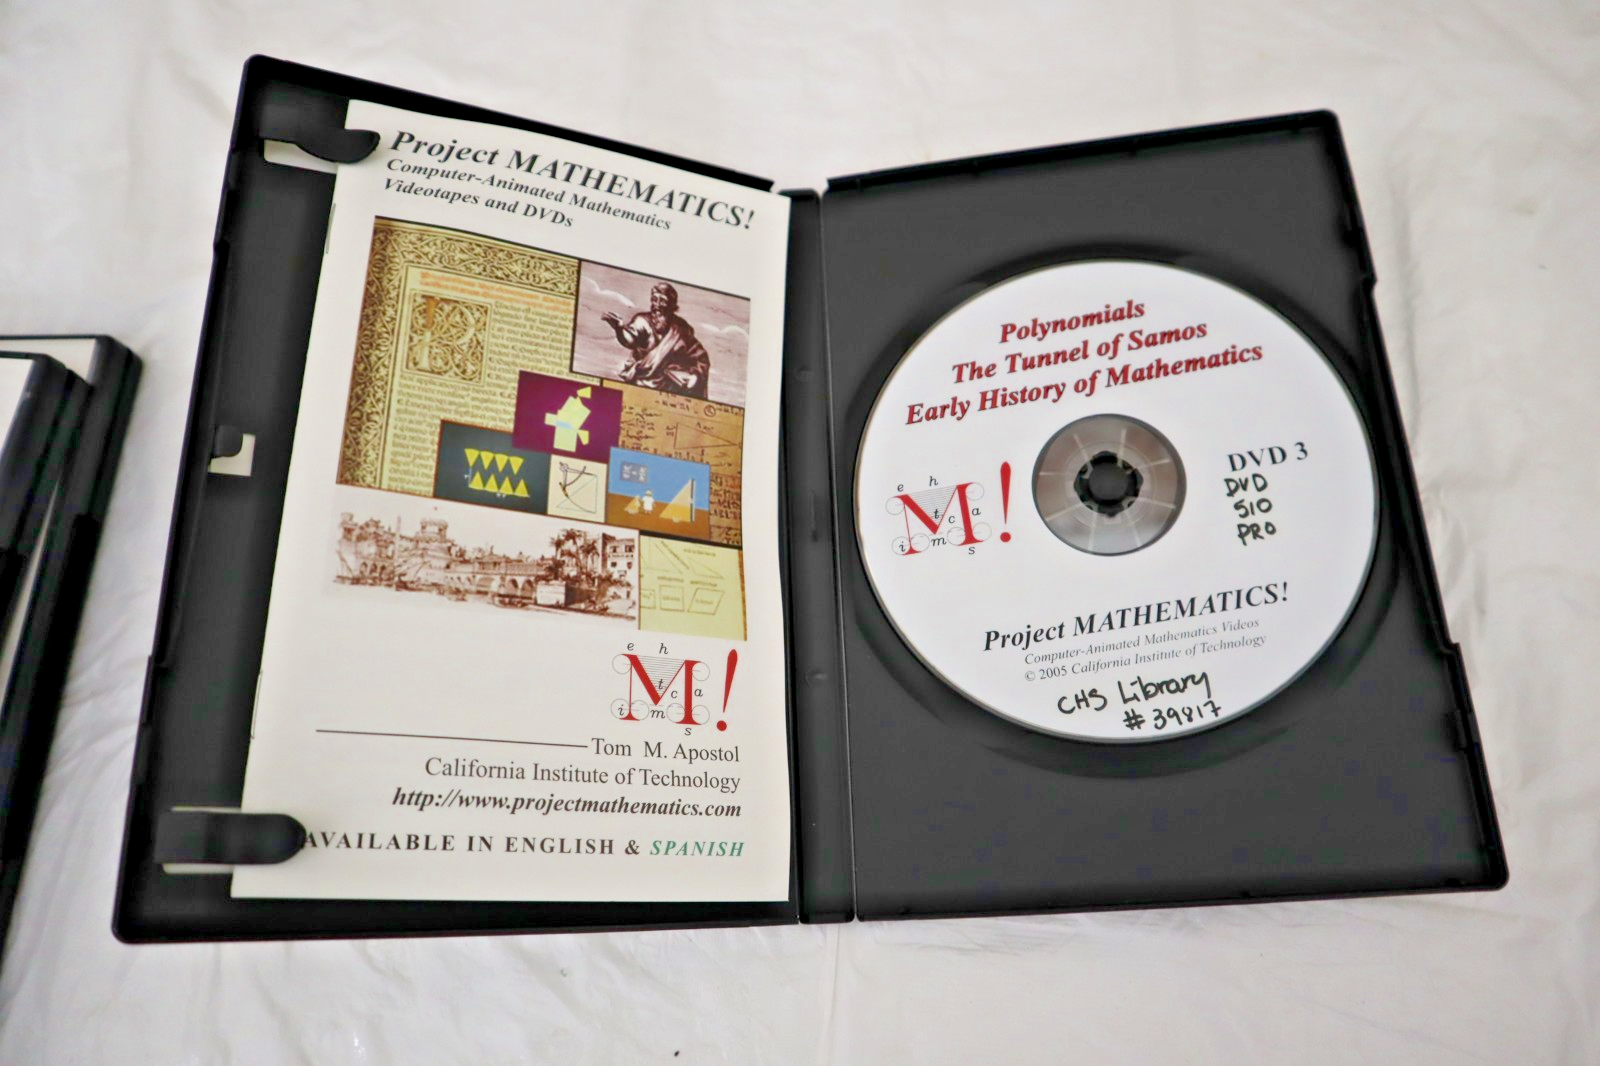 Project MATHEMATICS!
Computer-Animated Mathematics
Videotapes and DVDs
e h
M!
t c a
i m s
Tom M. Apostol
California Institute of Technology
http://www.projectmathematics.com
AVAILABLE IN ENGLISH & SPANISH
Polynomials
The Tunnel of Samos
Early History of Mathematics
e h
M!
t c a
i m s
DVD 3
DVD
510
PRO
Project MATHEMATICS!
Computer-Animated Mathematics Videos
© 2005 California Institute of Technology
CHS Library
# 39817